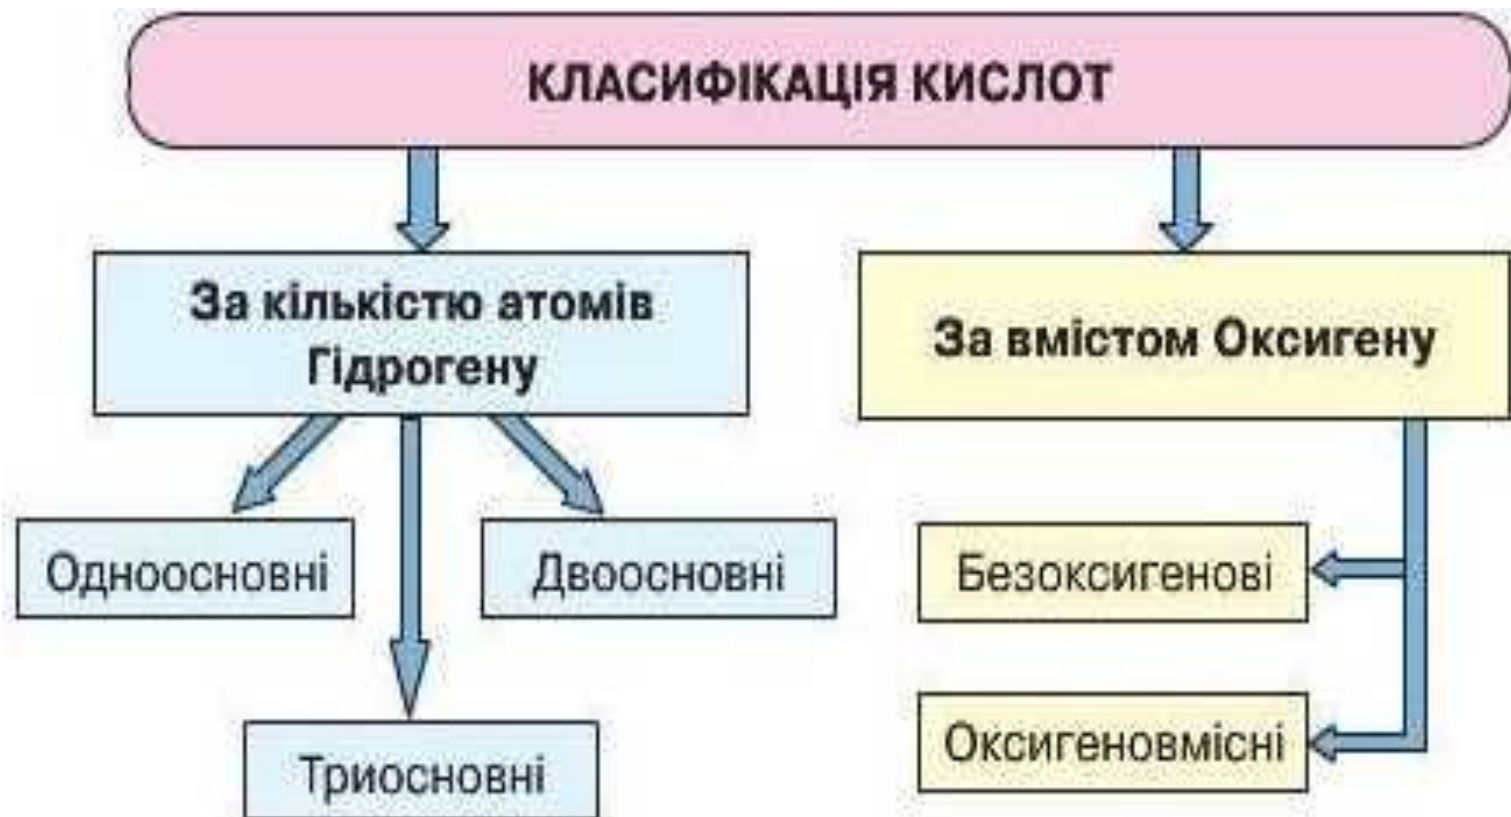 КЛАСИФІКАЦІЯ КИСЛОТ
За кількістю атомів
Гідрогену
За вмістом Оксигену
Одноосновні
Двоосновні
Безоксигенові
Оксигеновмісні
Триосновні